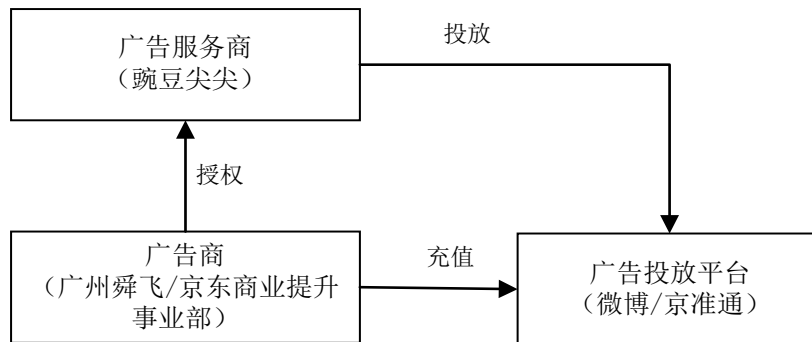 广告服务商
（豌豆尖尖）
投放
授权
广告商
（广州舜飞/京东商业提升
事业部）
充值
广告投放平台
（微博/京准通）